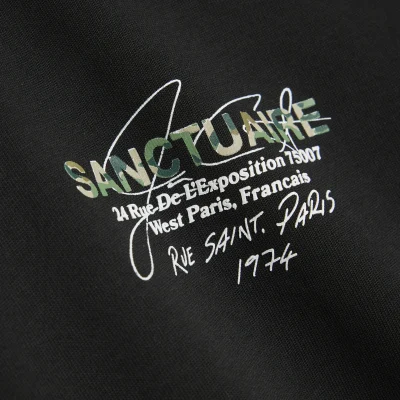 SANCTUAIRE
24 Rue De L'Exposition 75007
West Paris, Francais
RUE SAINT. PARIS
1974